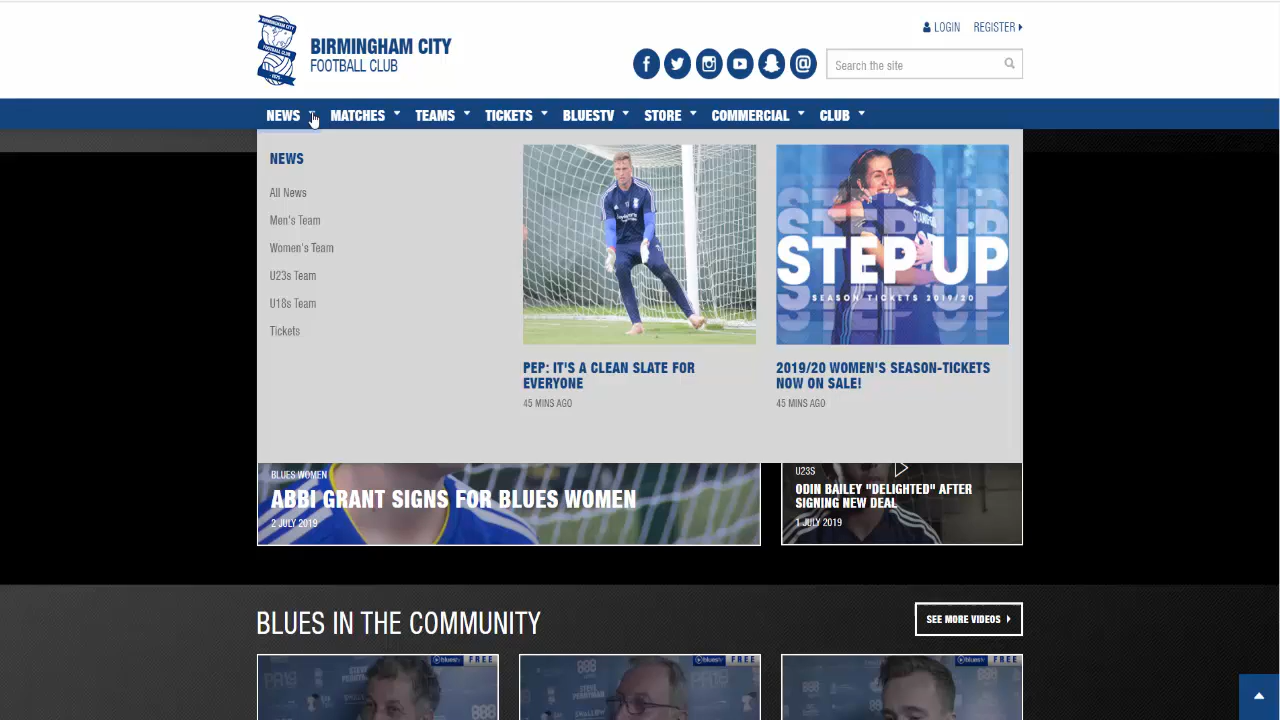 BIRMINGHAM CITY
FOOTBALL CLUB
LOGIN REGISTER
Search the site
NEWS MATCHES TEAMS TICKETS BLUESTV STORE COMMERCIAL CLUB
NEWS
All News
Men's Team
Women's Team
U23s Team
U18s Team
Tickets
STEP UP
SEASON TICKETS 2019/20
PEP: IT'S A CLEAN SLATE FOR
EVERYONE
45 MINS AGO
2019/20 WOMEN'S SEASON-TICKETS
NOW ON SALE!
45 MINS AGO
BLUES WOMEN
ABBI GRANT SIGNS FOR BLUES WOMEN
2 JULY 2019
U23S
ODIN BAILEY "DELIGHTED" AFTER
SIGNING NEW DEAL
1 JULY 2019
BLUES IN THE COMMUNITY
SEE MORE VIDEOS
bluestv FREE
bluestv FREE
bluestv FREE